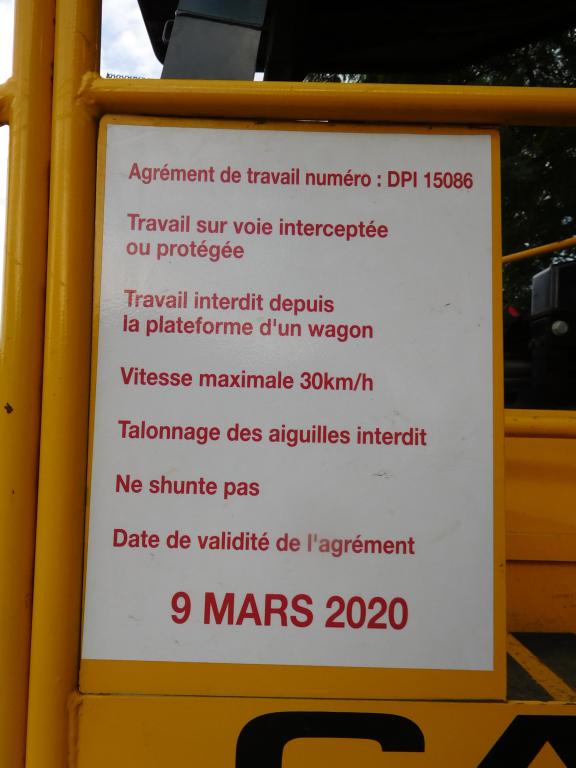 Agrément de travail numéro : DPI 15086
Travail sur voie interceptée
ou protégée
Travail interdit depuis
la plateforme d'un wagon
Vitesse maximale 30km/h
Talonnage des aiguilles interdit
Ne shunte pas
Date de validité de l'agrément
9 MARS 2020